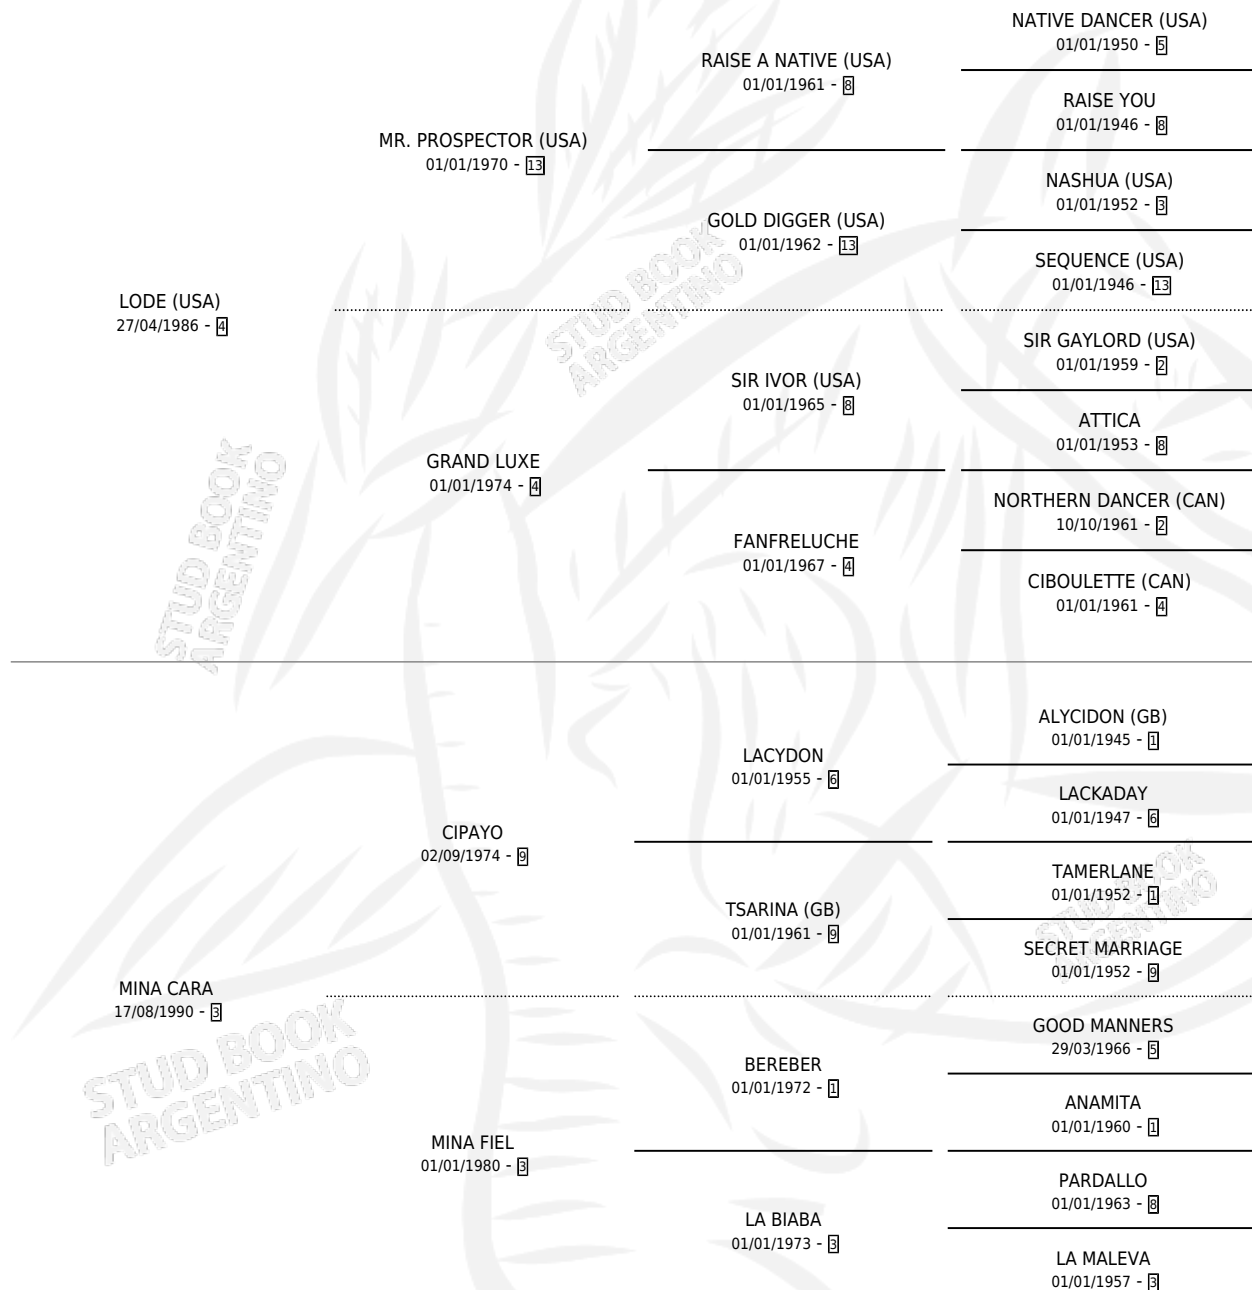 NATIVE DANCER (USA)
01/01/1950 - 5
RAISE A NATIVE (USA)
01/01/1961 - 8
RAISE YOU
01/01/1946 - 8
MR. PROSPECTOR (USA)
01/01/1970 - 13
NASHUA (USA)
01/01/1952 - 3
GOLD DIGGER (USA)
01/01/1962 - 13
SEQUENCE (USA)
01/01/1946 - 13
LODE (USA)
27/04/1986 - 4
STUD BOOK
ARGENTINO
SIR GAYLORD (USA)
01/01/1959 - 2
SIR IVOR (USA)
01/01/1965 - 8
ATTICA
01/01/1953 - 8
GRAND LUXE
01/01/1974 - 4
NORTHERN DANCER (CAN)
10/10/1961 - 2
FANFRELUCHE
01/01/1967 - 4
CIBOULETTE (CAN)
01/01/1961 - 4
STUD BOOK
ARGENTINO
ALYCIDON (GB)
01/01/1945 - 1
LACYDON
01/01/1955 - 6
LACKADAY
01/01/1947 - 6
CIPAYO
02/09/1974 - 9
TAMERLANE
01/01/1952 - 1
TSARINA (GB)
01/01/1961 - 9
SECRET MARRIAGE
01/01/1952 - 9
STUD BOOK
ARGENTINO
MINA CARA
17/08/1990 - 3
GOOD MANNERS
29/03/1966 - 5
BEREBER
01/01/1972 - 1
ANAMITA
01/01/1960 - 1
STUD BOOK
ARGENTINO
MINA FIEL
01/01/1980 - 3
PARDALLO
01/01/1963 - 8
LA BIABA
01/01/1973 - 3
LA MALEVA
01/01/1957 - 3